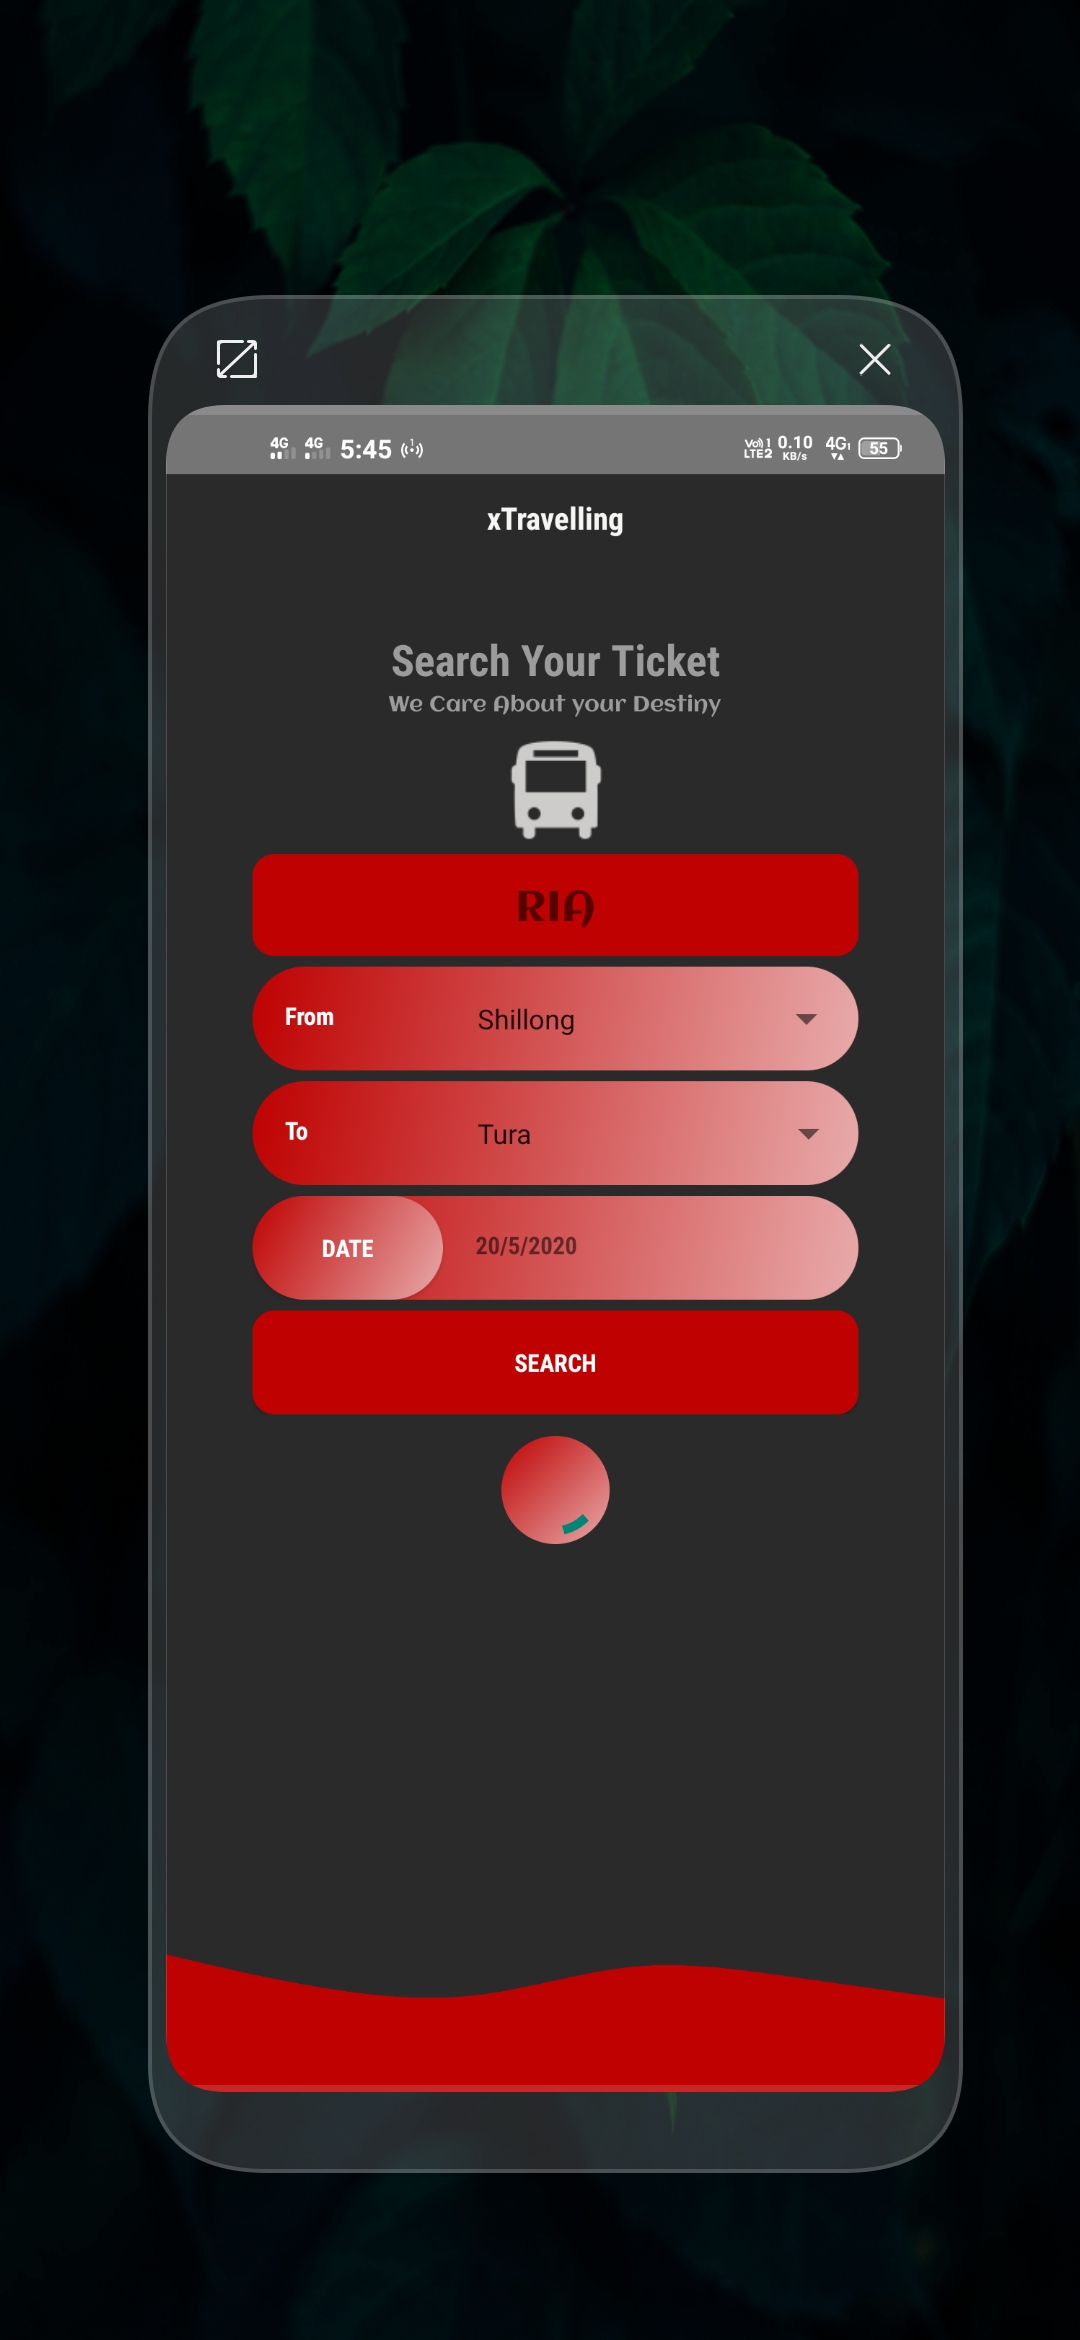 4G 4G 5:45 Vo)) 1 LTE2 0.10 KB/s 4G1 55
xTravelling
Search Your Ticket
We Care About your Destiny
RIA
From Shillong
To Tura
DATE 20/5/2020
SEARCH